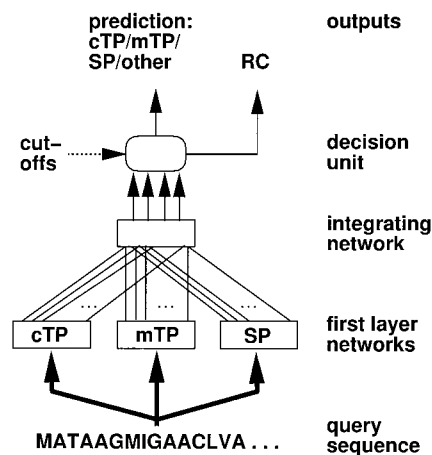 prediction:
cTP/mTP/
SP/other
RC
outputs
cut-
offs
decision
unit
integrating
network
...
...
...
cTP
mTP
SP
first layer
networks
MATAAGMIGAACLVA...
query
sequence